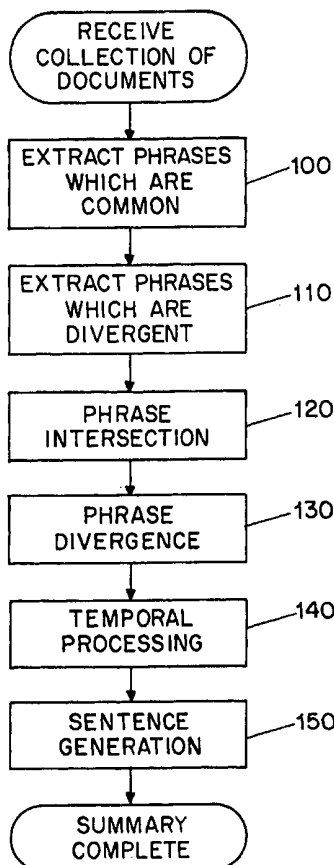 RECEIVE
COLLECTION OF
DOCUMENTS
EXTRACT PHRASES
WHICH ARE
COMMON
100
EXTRACT PHRASES
WHICH ARE
DIVERGENT
110
PHRASE
INTERSECTION
120
PHRASE
DIVERGENCE
130
TEMPORAL
PROCESSING
140
SENTENCE
GENERATION
150
SUMMARY
COMPLETE